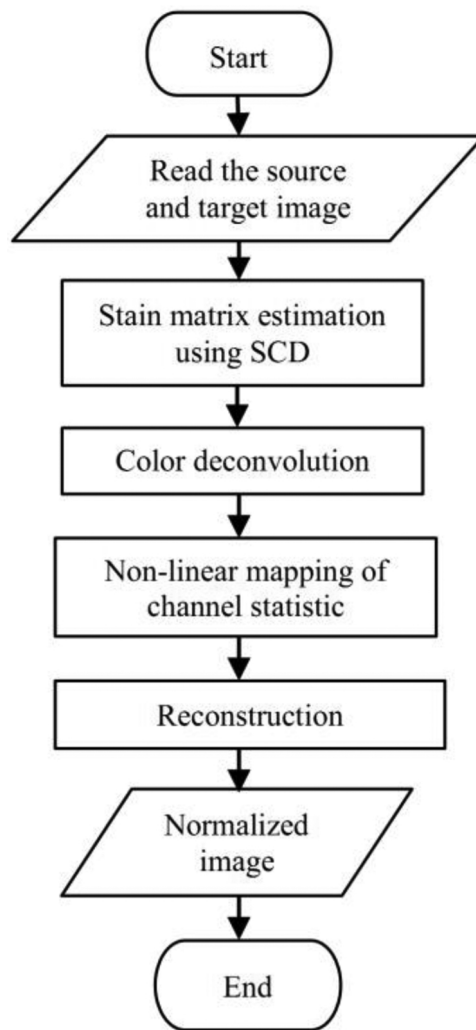 Start
Read the source
and target image
Stain matrix estimation
using SCD
Color deconvolution
Non-linear mapping of
channel statistic
Reconstruction
Normalized
image
End